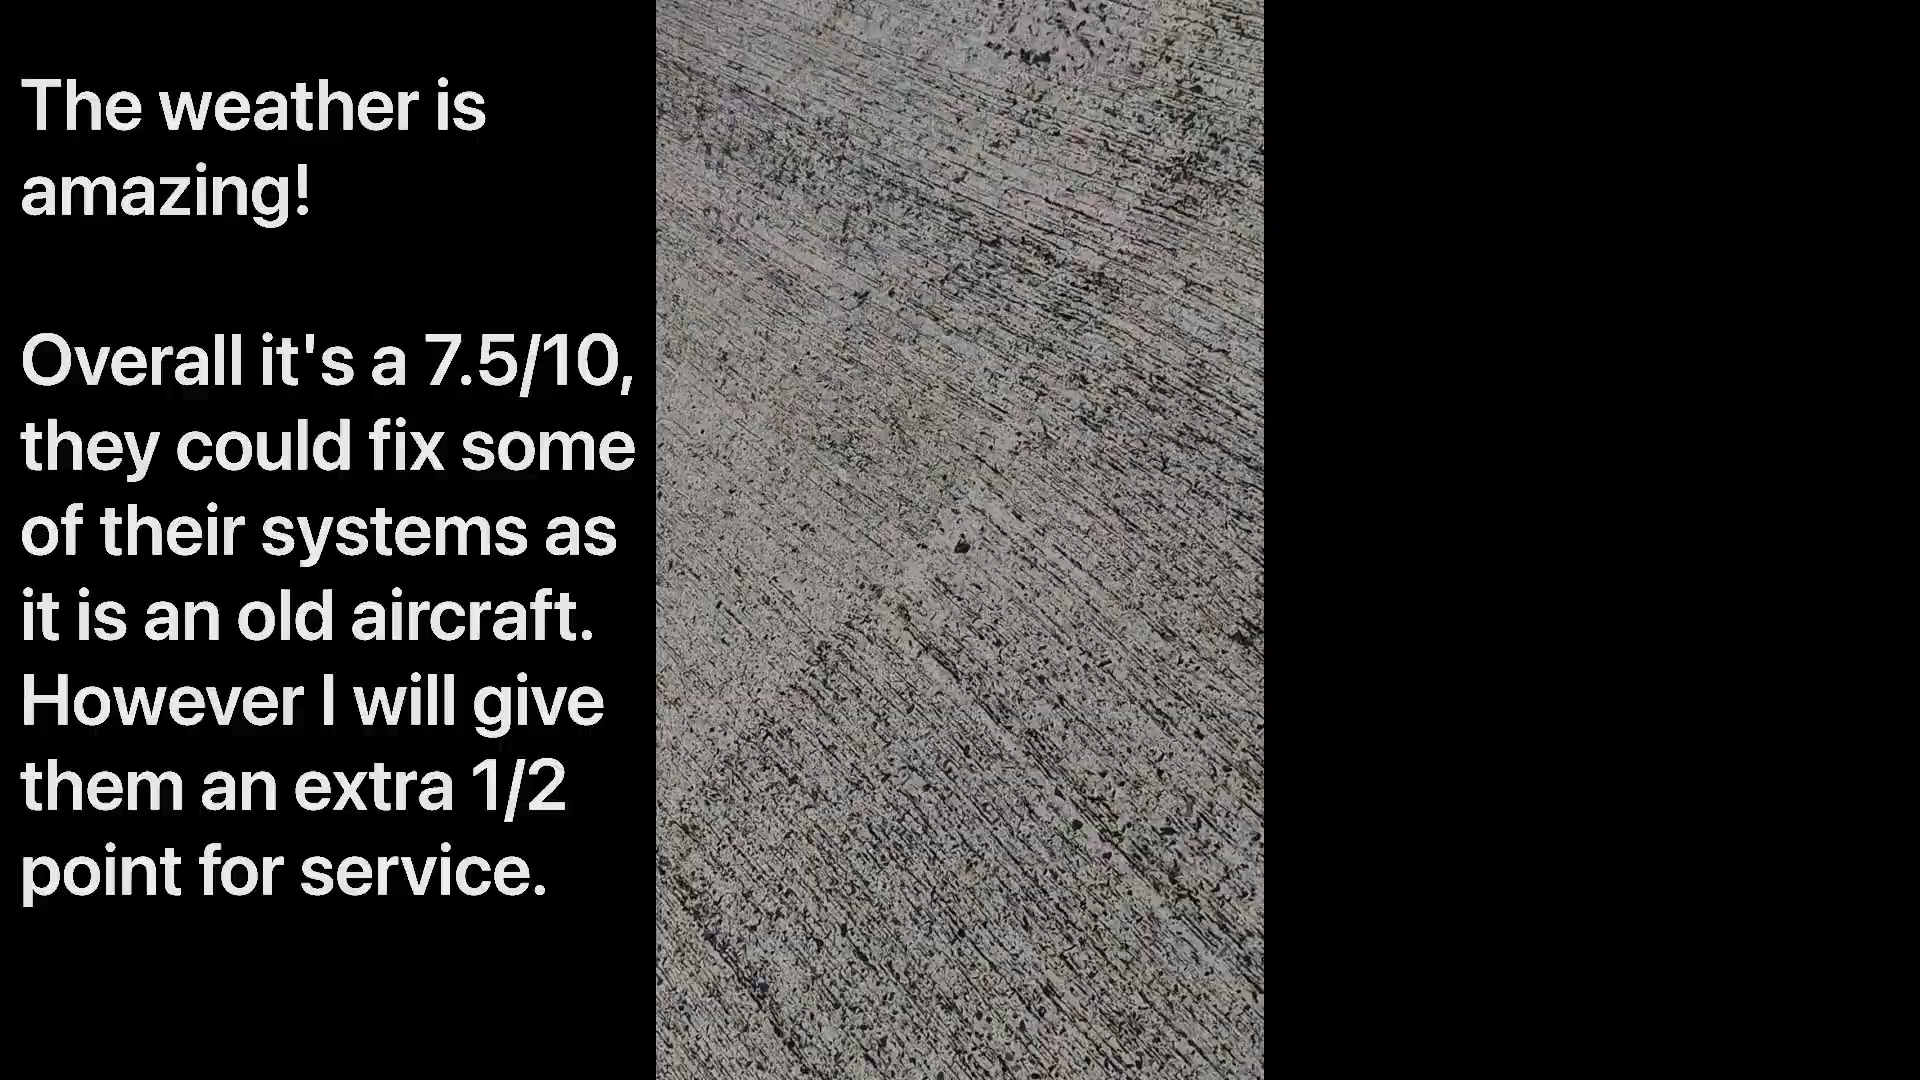 The weather is
amazing!
Overall it's a 7.5/10,
they could fix some
of their systems as
it is an old aircraft.
However I will give
them an extra 1/2
point for service.